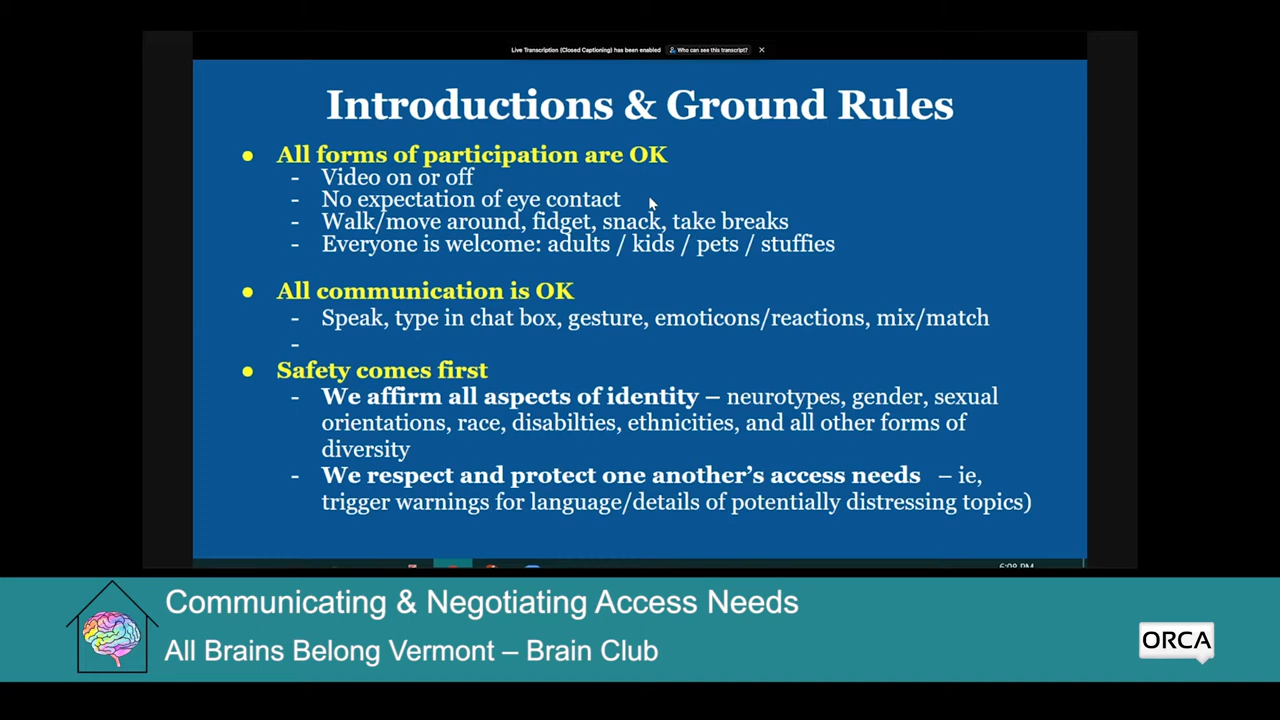 Live Transcription (Closed Captioning) has been enabled Who can see this transcript?
Introductions & Ground Rules
● All forms of participation are OK
- Video on or off
- No expectation of eye contact
- Walk/move around, fidget, snack, take breaks
- Everyone is welcome: adults / kids / pets / stuffies
● All communication is OK
- Speak, type in chat box, gesture, emoticons/reactions, mix/match
-
● Safety comes first
- We affirm all aspects of identity – neurotypes, gender, sexual
orientations, race, disabilties, ethnicities, and all other forms of
diversity
- We respect and protect one another’s access needs – ie,
trigger warnings for language/details of potentially distressing topics)
6:08 PM
Communicating & Negotiating Access Needs
All Brains Belong Vermont – Brain Club
ORCA